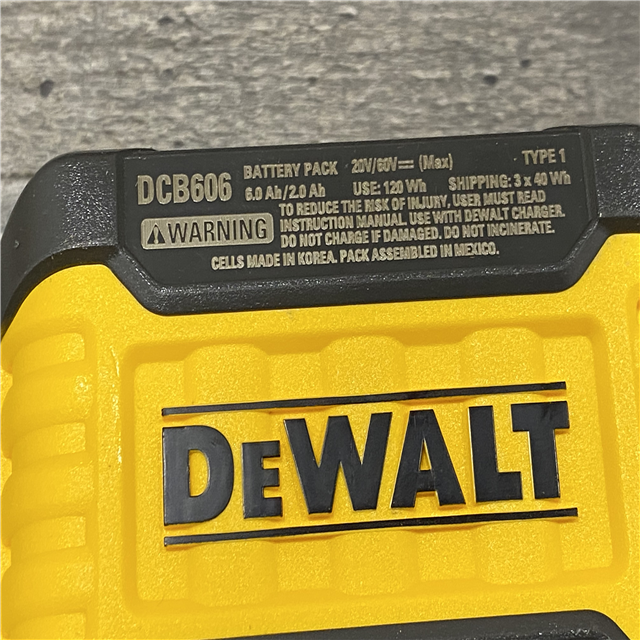 DCB606 BATTERY PACK 20V/60V⎓ (Max) TYPE 1
6.0 Ah/2.0 Ah USE: 120 Wh SHIPPING: 3 x 40 Wh
⚠WARNING TO REDUCE THE RISK OF INJURY, USER MUST READ
INSTRUCTION MANUAL. USE WITH DEWALT CHARGER.
DO NOT CHARGE IF DAMAGED. DO NOT INCINERATE.
CELLS MADE IN KOREA. PACK ASSEMBLED IN MEXICO.
DEWALT